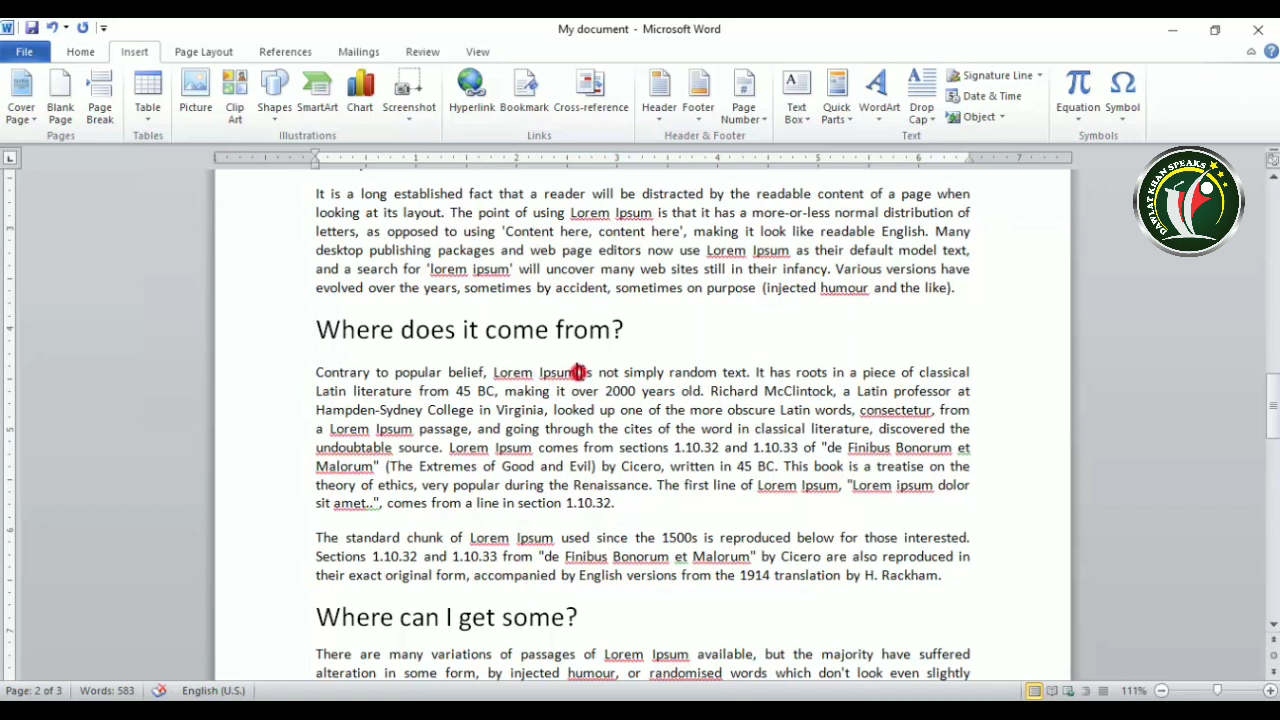 My document - Microsoft Word
File Home Insert Page Layout References Mailings Review View
Cover Page Blank Page Page Break Table Picture Clip Art Shapes SmartArt Chart Screenshot Hyperlink Bookmark Cross-reference Header Footer Page Number Text Box Quick Parts WordArt Drop Cap Signature Line Date & Time Object Equation Symbol
Pages Tables Illustrations Links Header & Footer Text Symbols
1 2 3 4 5 6 7
DAWLAT KHAN SPEAKS
It is a long established fact that a reader will be distracted by the readable content of a page when
looking at its layout. The point of using Lorem Ipsum is that it has a more-or-less normal distribution of
letters, as opposed to using 'Content here, content here', making it look like readable English. Many
desktop publishing packages and web page editors now use Lorem Ipsum as their default model text,
and a search for 'lorem ipsum' will uncover many web sites still in their infancy. Various versions have
evolved over the years, sometimes by accident, sometimes on purpose (injected humour and the like).
Where does it come from?
Contrary to popular belief, Lorem Ipsum is not simply random text. It has roots in a piece of classical
Latin literature from 45 BC, making it over 2000 years old. Richard McClintock, a Latin professor at
Hampden-Sydney College in Virginia, looked up one of the more obscure Latin words, consectetur, from
a Lorem Ipsum passage, and going through the cites of the word in classical literature, discovered the
undoubtable source. Lorem Ipsum comes from sections 1.10.32 and 1.10.33 of "de Finibus Bonorum et
Malorum" (The Extremes of Good and Evil) by Cicero, written in 45 BC. This book is a treatise on the
theory of ethics, very popular during the Renaissance. The first line of Lorem Ipsum, "Lorem ipsum dolor
sit amet..", comes from a line in section 1.10.32.
The standard chunk of Lorem Ipsum used since the 1500s is reproduced below for those interested.
Sections 1.10.32 and 1.10.33 from "de Finibus Bonorum et Malorum" by Cicero are also reproduced in
their exact original form, accompanied by English versions from the 1914 translation by H. Rackham.
Where can I get some?
There are many variations of passages of Lorem Ipsum available, but the majority have suffered
alteration in some form, by injected humour, or randomised words which don't look even slightly
Page: 2 of 3 Words: 583 English (U.S.) 111%